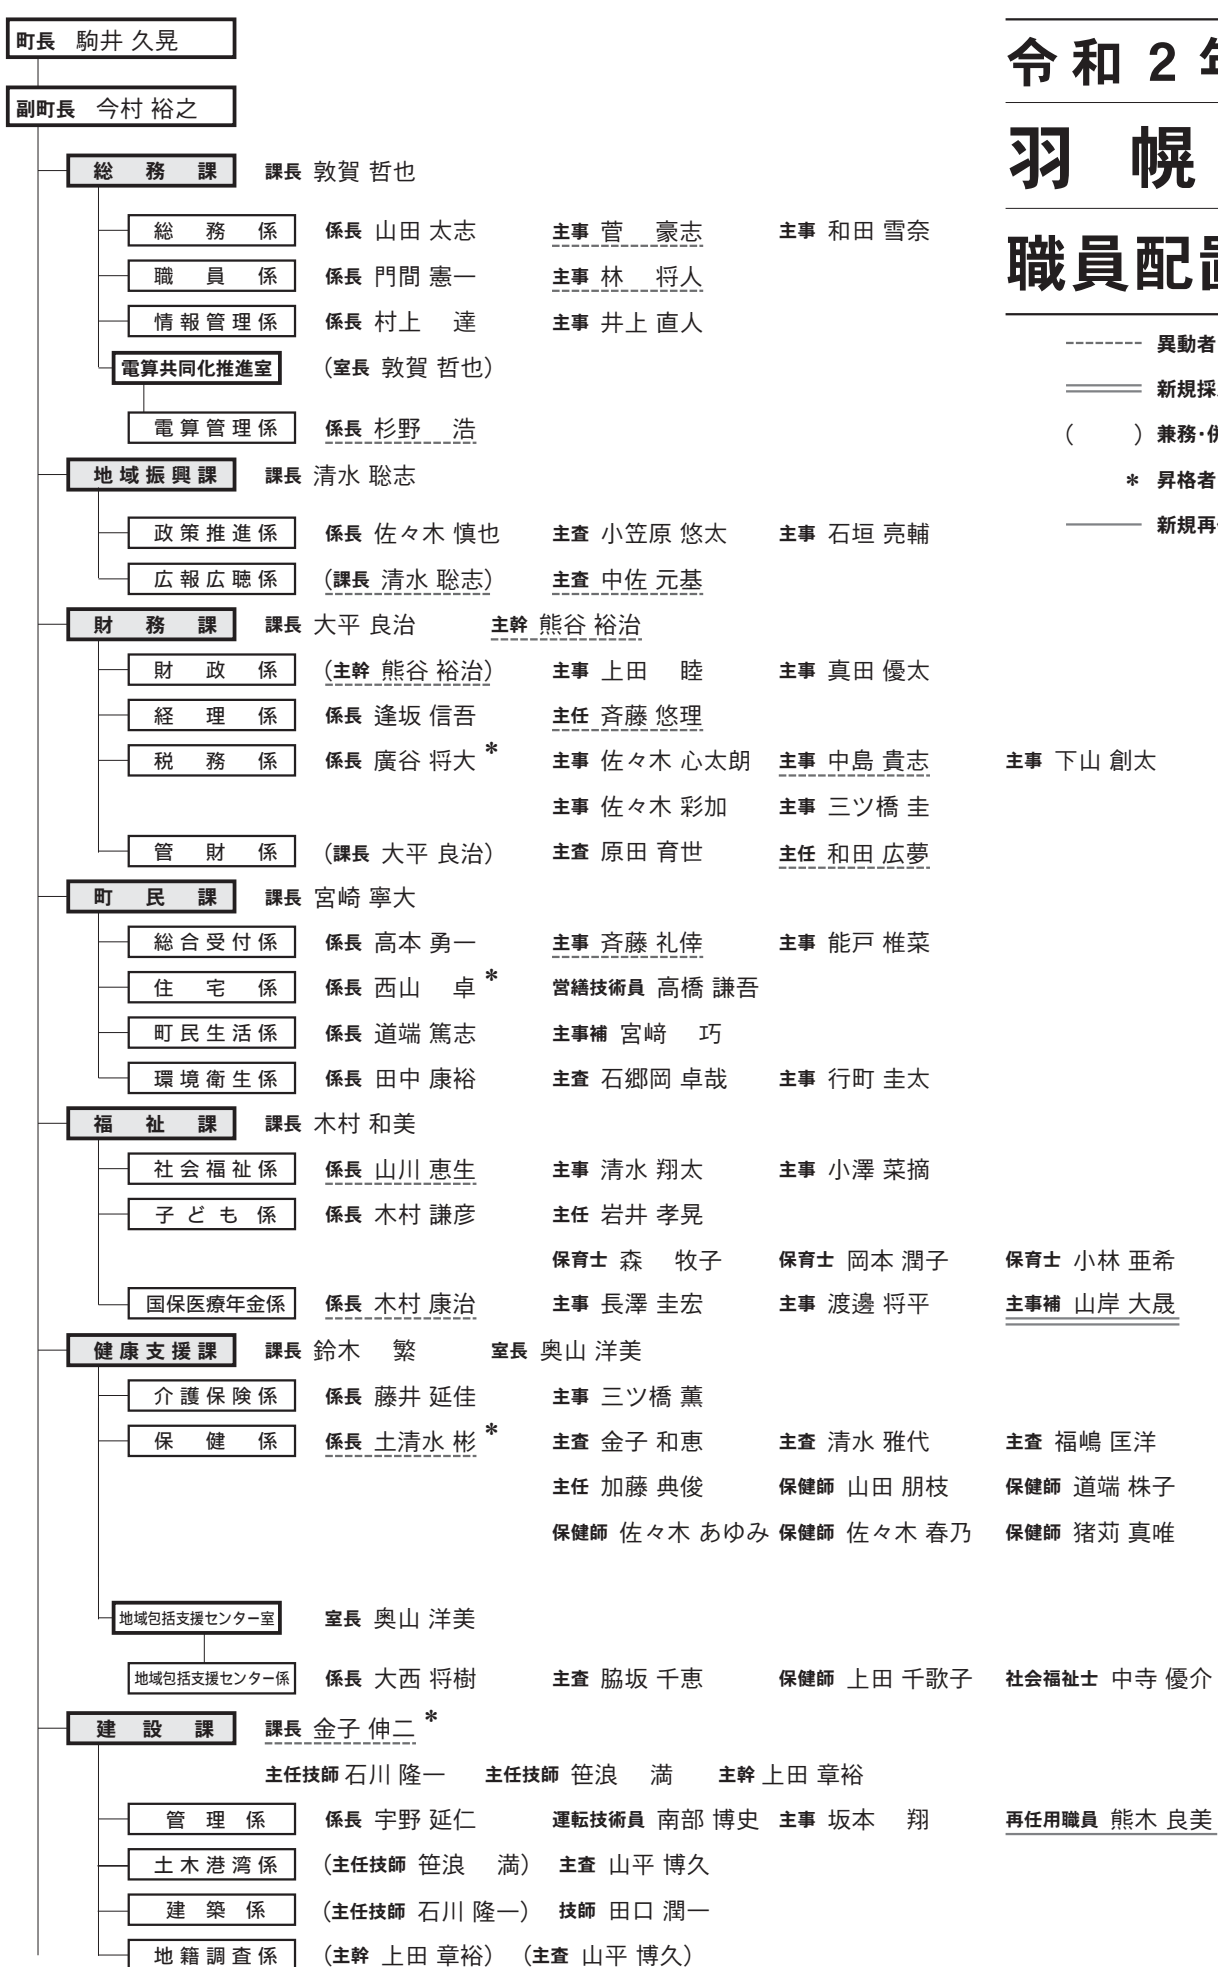 町長 駒井 久晃
副町長 今村 裕之
令和2年
羽幌
職員配置
異動者
新規採
( ) 兼務・併
* 昇格者
新規再
総務課 課長 敦賀 哲也
総務係 係長 山田 太志 主事 菅 豪志 主事 和田 雪奈
職員係 係長 門間 憲一 主事 林 将人
情報管理係 係長 村上 達 主事 井上 直人
電算共同化推進室 (室長 敦賀 哲也)
電算管理係 係長 杉野 浩
地域振興課 課長 清水 聡志
政策推進係 係長 佐々木 慎也 主査 小笠原 悠太 主事 石垣 亮輔
広報広聴係 (課長 清水 聡志) 主査 中佐 元基
財務課 課長 大平 良治 主幹 熊谷 裕治
財政係 (主幹 熊谷 裕治) 主事 上田 睦 主事 真田 優太
経理係 係長 逢坂 信吾 主任 斉藤 悠理
税務係 係長 廣谷 将大* 主事 佐々木 心太朗 主事 中島 貴志 主事 下山 創太
主事 佐々木 彩加 主事 三ツ橋 圭
管財係 (課長 大平 良治) 主査 原田 育世 主任 和田 広夢
町民課 課長 宮崎 寧大
総合受付係 係長 高本 勇一 主事 斉藤 礼倖 主事 能戸 椎菜
住宅係 係長 西山 卓* 営繕技術員 高橋 謙吾
町民生活係 係長 道端 篤志 主事補 宮﨑 巧
環境衛生係 係長 田中 康裕 主査 石郷岡 卓哉 主事 行町 圭太
福祉課 課長 木村 和美
社会福祉係 係長 山川 恵生 主事 清水 翔太 主事 小澤 菜摘
子ども係 係長 木村 謙彦 主任 岩井 孝晃
保育士 森 牧子 保育士 岡本 潤子 保育士 小林 亜希
国保医療年金係 係長 木村 康治 主事 長澤 圭宏 主事 渡邊 将平 主事補 山岸 大晟
健康支援課 課長 鈴木 繁 室長 奥山 洋美
介護保険係 係長 藤井 延佳 主事 三ツ橋 薫
保健係 係長 土清水 彬* 主査 金子 和恵 主査 清水 雅代 主査 福嶋 匡洋
主任 加藤 典俊 保健師 山田 朋枝 保健師 道端 株子
保健師 佐々木 あゆみ 保健師 佐々木 春乃 保健師 猪苅 真唯
地域包括支援センター室 室長 奥山 洋美
地域包括支援センター係 係長 大西 将樹 主査 脇坂 千恵 保健師 上田 千歌子 社会福祉士 中寺 優介
建設課 課長 金子 伸二*
主任技師 石川 隆一 主任技師 笹浪 満 主幹 上田 章裕
管理係 係長 宇野 延仁 運転技術員 南部 博史 主事 坂本 翔 再任用職員 熊木 良美
土木港湾係 (主任技師 笹浪 満) 主査 山平 博久
建築係 (主任技師 石川 隆一) 技師 田口 潤一
地籍調査係 (主幹 上田 章裕) (主査 山平 博久)